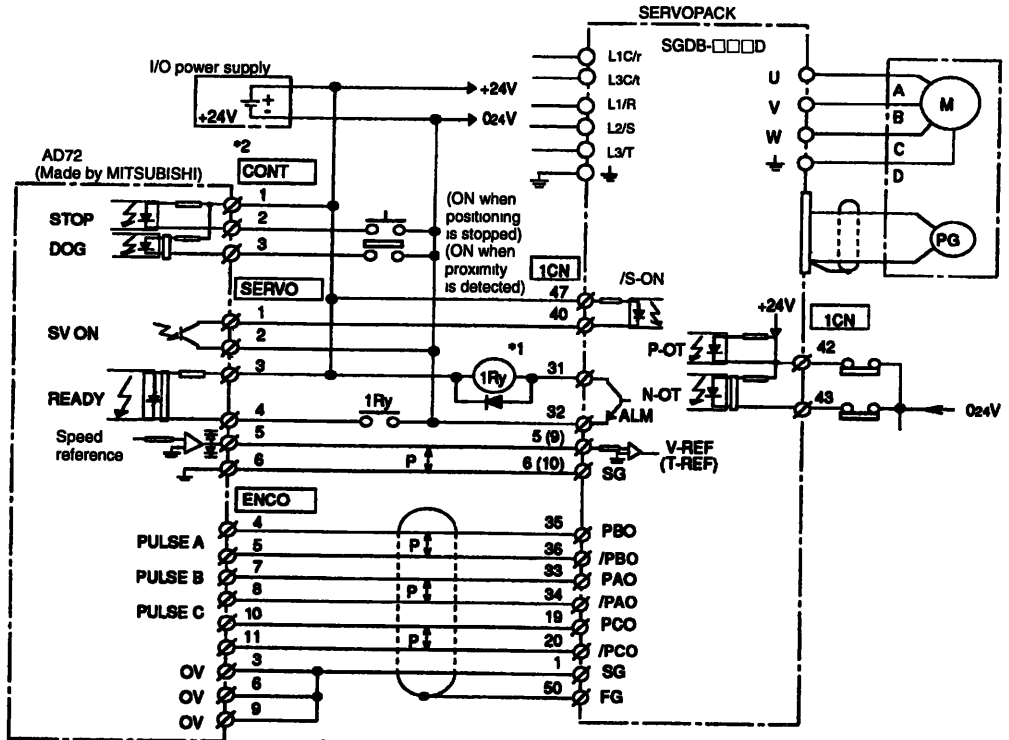 SERVOPACK
SGDB-□□□D
I/O power supply
+24V
+
-
+24V
024V
L1C/r
L3C/t
L1/R
L2/S
L3/T
U
V
W
A
B
C
D
M
PG
*2
AD72
(Made by MITSUBISHI)
CONT
STOP
DOG
1
2
3
(ON when
positioning
is stopped)
(ON when
proximity
is detected)
SERVO
1CN
/S-ON
47
40
SV ON
1
2
+24V
1CN
P-OT
42
N-OT
43
024V
READY
3
4
1Ry
*1
1Ry
31
32
ALM
Speed
reference
5
6
P
5 (9)
6 (10)
V-REF
(T-REF)
SG
ENCO
PULSE A
4
5
P
35
36
PBO
/PBO
PULSE B
7
8
P
33
34
PAO
/PAO
PULSE C
10
11
P
19
20
PCO
/PCO
OV
3
1
SG
OV
6
50
FG
OV
9